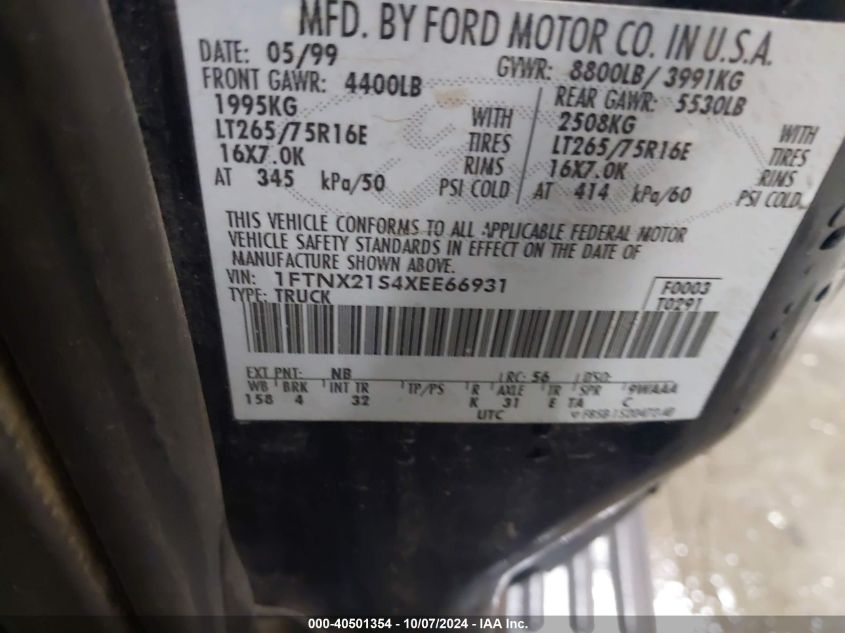 MFD. BY FORD MOTOR CO. IN U.S.A.
DATE: 05/99 GVWR: 8800LB/ 3991KG
FRONT GAWR: 4400LB REAR GAWR: 5530LB
1995KG WITH 2508KG WITH
LT265/75R16E TIRES LT265/75R16E TIRES
16X7.0K RIMS 16X7.0K RIMS
AT 345 kPa/50 PSI COLD AT 414 kPa/60 PSI COLD
THIS VEHICLE CONFORMS TO ALL APPLICABLE FEDERAL MOTOR
VEHICLE SAFETY STANDARDS IN EFFECT ON THE DATE OF
MANUFACTURE SHOWN ABOVE.
VIN: 1FTNX21S4XEE66931 F0003
TYPE: TRUCK T0291
EXT PNT: NB RC: 56 DSO:
WB BRK INT TR TP/PS R AXLE TR SPR 9WAAA
158 4 32 K 31 E TA C
UTC
000-40501354 - 10/07/2024 - IAA Inc.